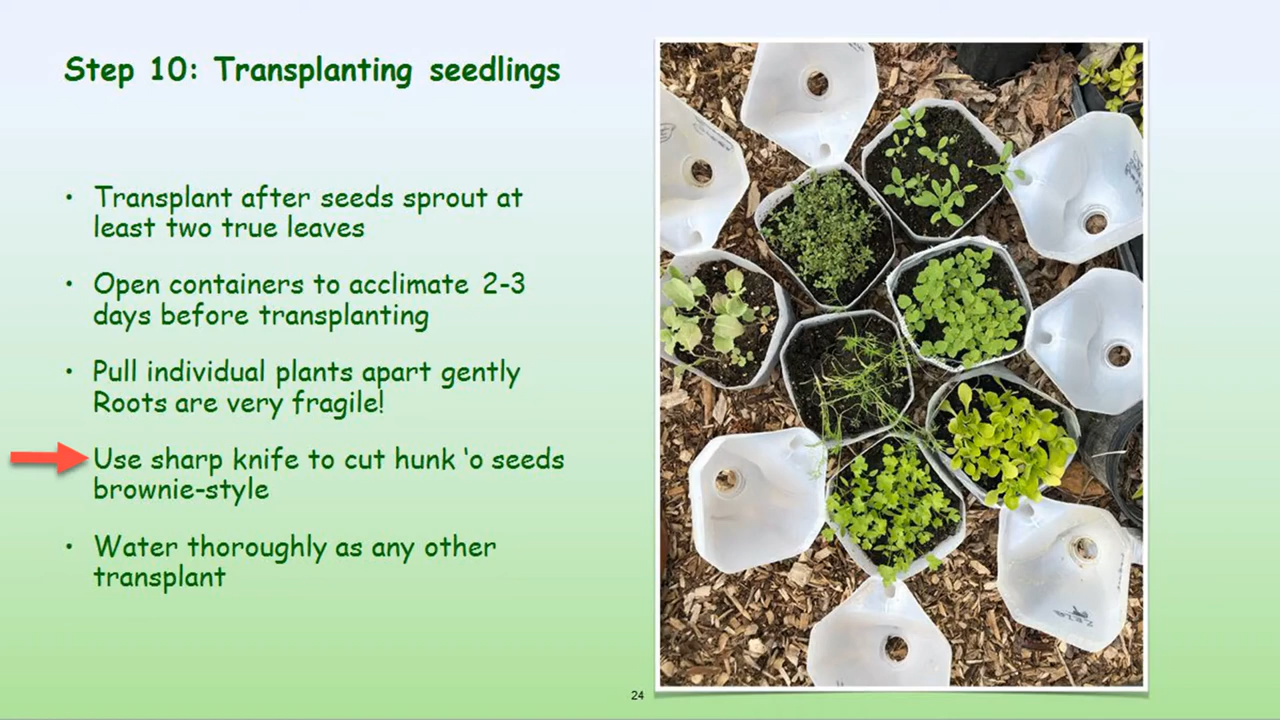 Step 10: Transplanting seedlings
• Transplant after seeds sprout at
least two true leaves
• Open containers to acclimate 2-3
days before transplanting
• Pull individual plants apart gently
Roots are very fragile!
Use sharp knife to cut hunk ‘o seeds
brownie-style
• Water thoroughly as any other
transplant
24